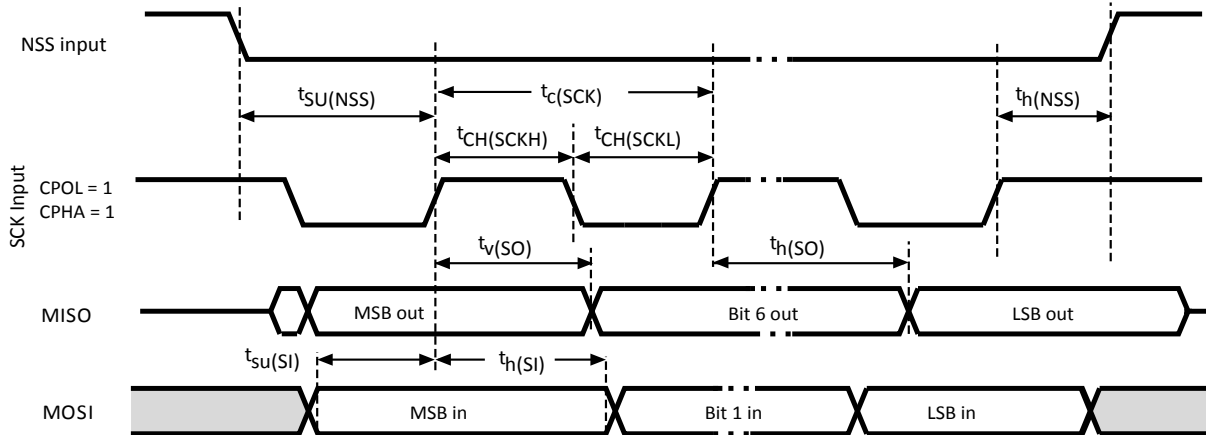 NSS input
tSU(NSS)
tC(SCK)
th(NSS)
tCH(SCKH)
tCH(SCKL)
SCK Input
CPOL = 1
CPHA = 1
tv(SO)
th(SO)
MISO
MSB out
Bit 6 out
LSB out
tsu(SI)
th(SI)
MOSI
MSB in
Bit 1 in
LSB in